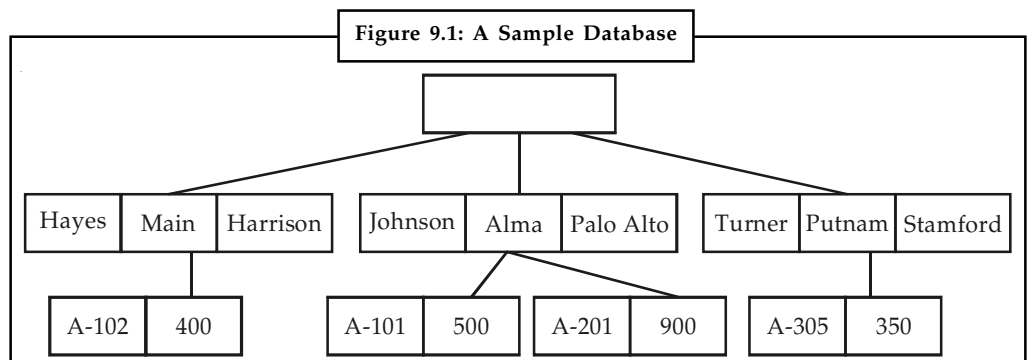 Figure 9.1: A Sample Database
Hayes Main Harrison Johnson Alma Palo Alto Turner Putnam Stamford
A-102 400 A-101 500 A-201 900 A-305 350